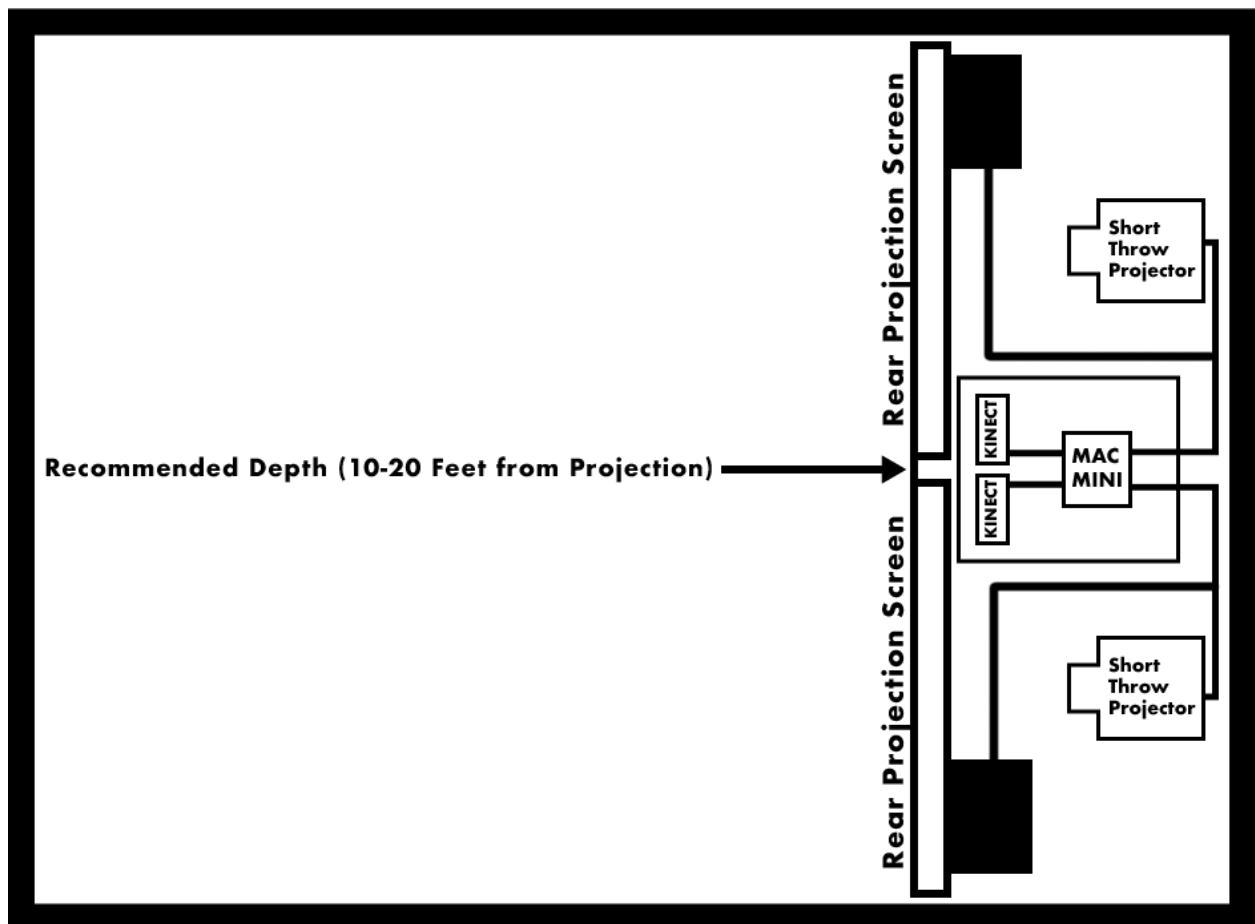 Rear Projection Screen
Short
Throw
Projector
KINECT
MAC
MINI
Recommended Depth (10-20 Feet from Projection)
KINECT
Rear Projection Screen
Short
Throw
Projector